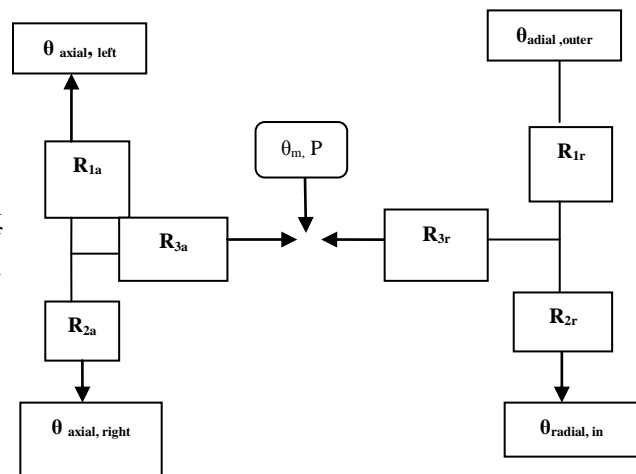 θ axial, left
θadial ,outer
R1a
θm, P
R1r
R3a
R3r
R2a
R2r
θ axial, right
θradial, in